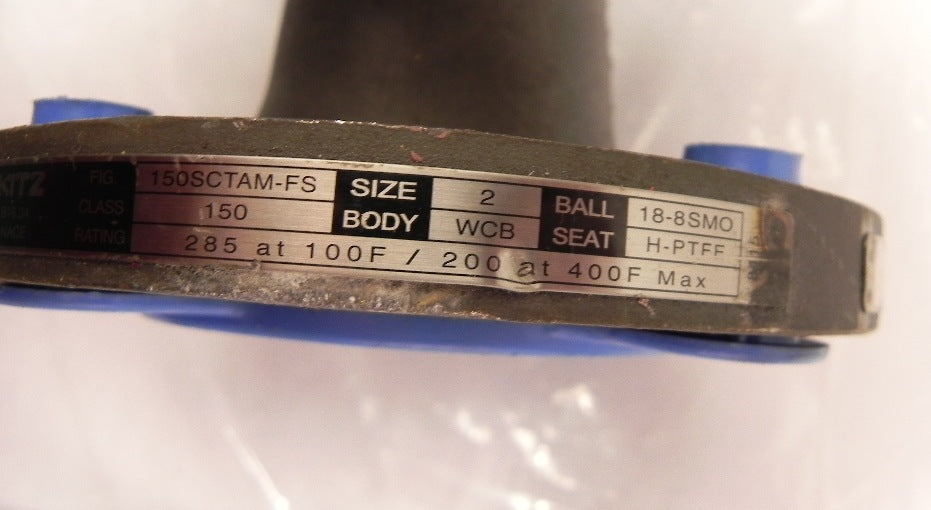 KITZ FIG. 150SCTAM-FS SIZE 2 BALL 18-8SMO
CLASS 150 BODY WCB SEAT H-PTFE
RATING 285 at 100F / 200 at 400F Max